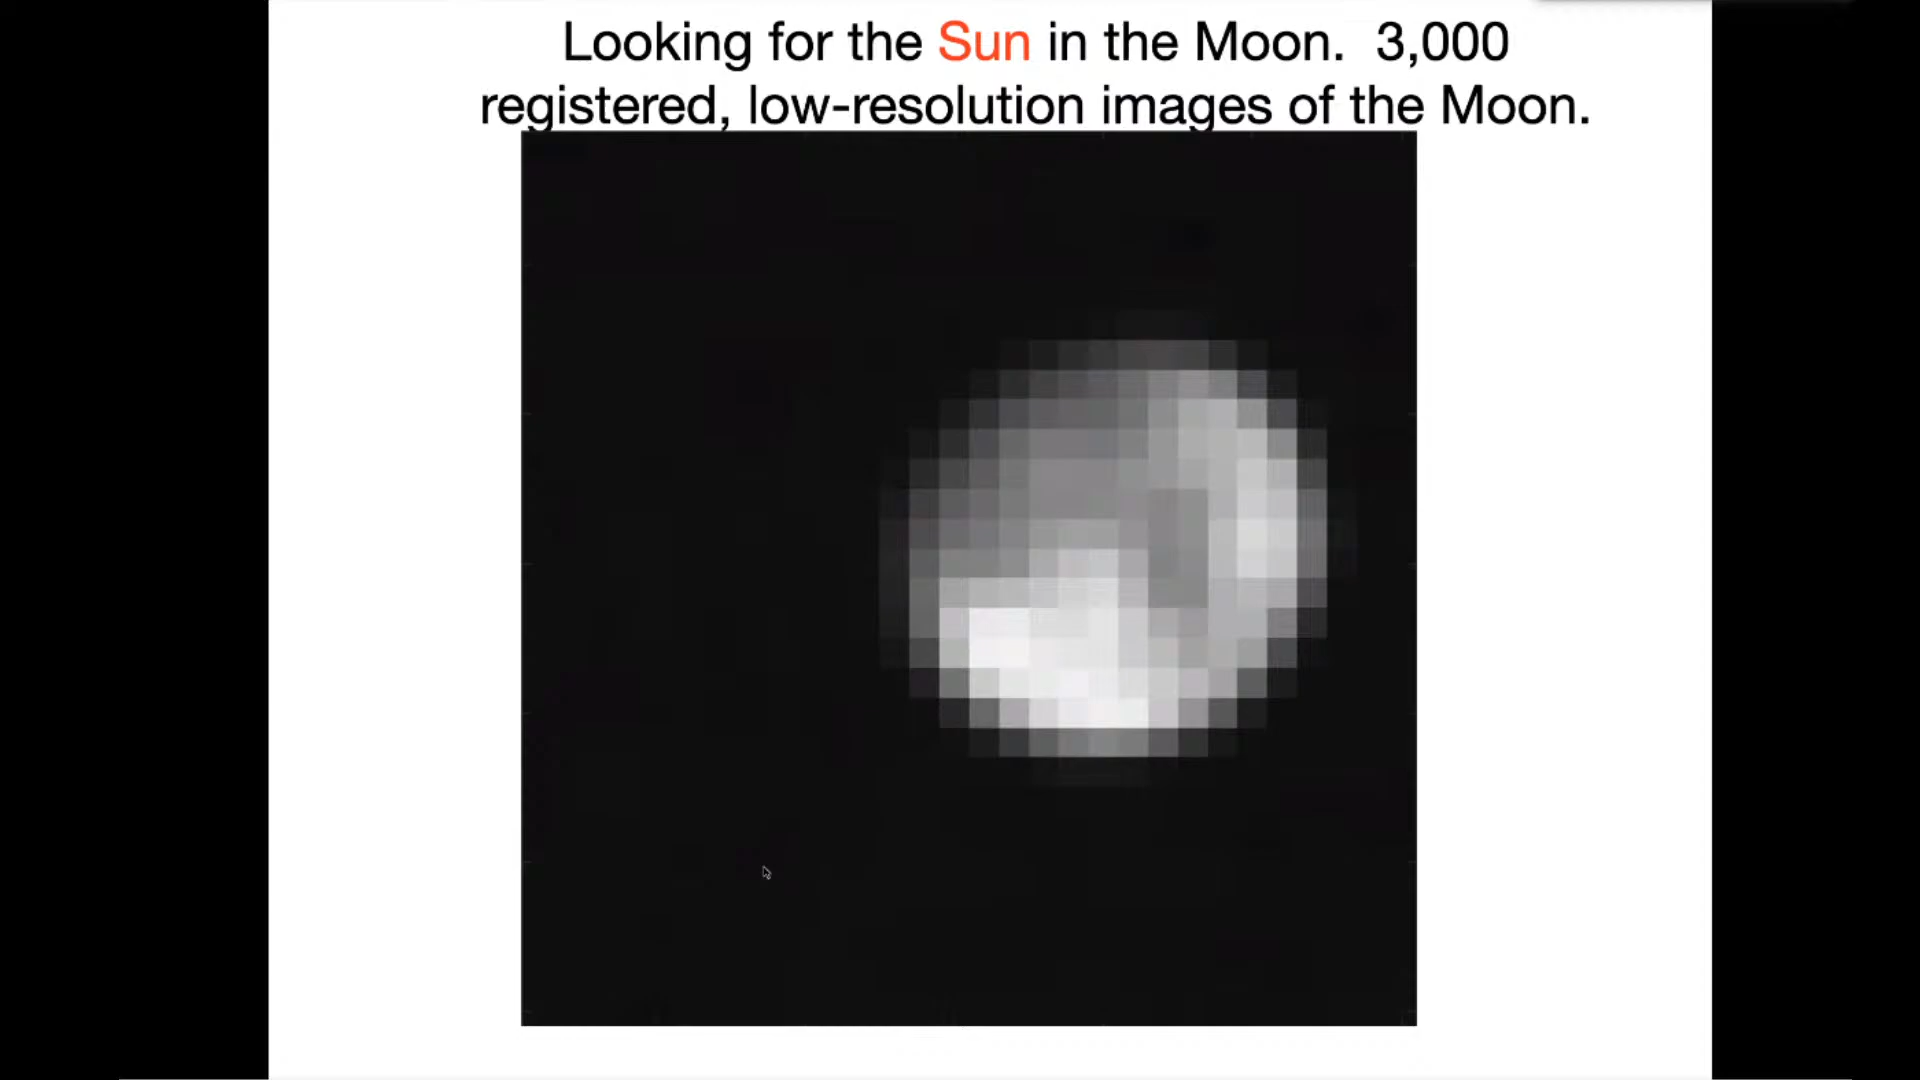 Looking for the Sun in the Moon. 3,000
registered, low-resolution images of the Moon.